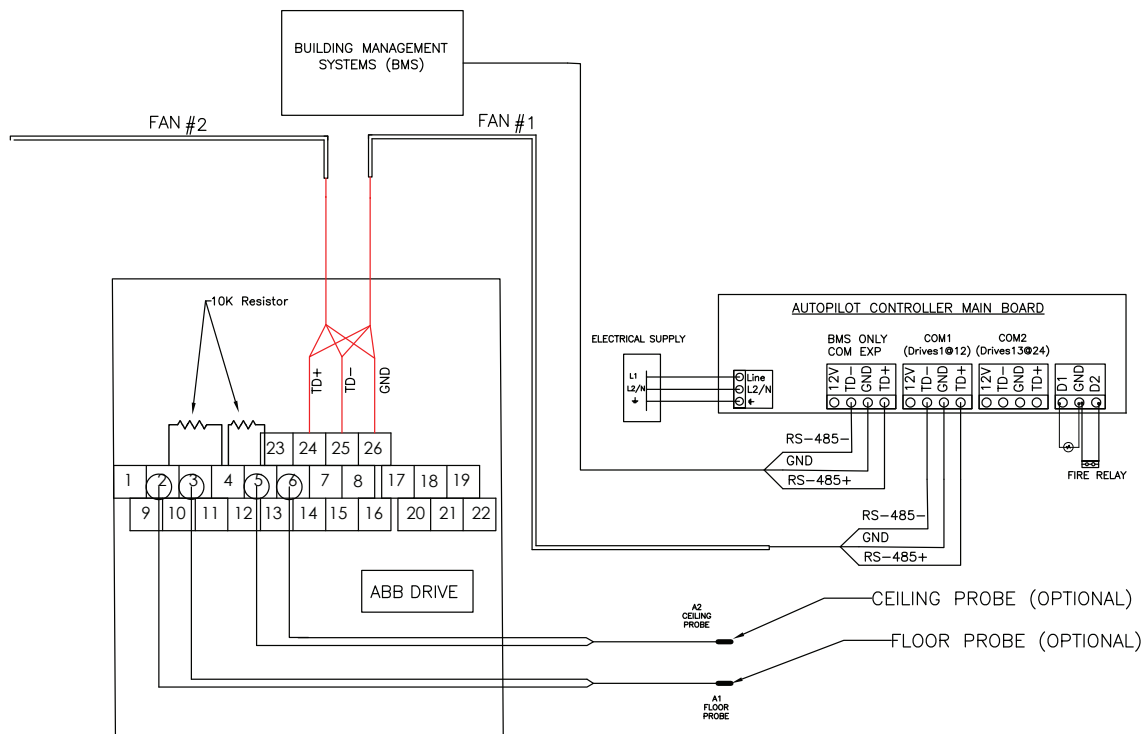 BUILDING MANAGEMENT
SYSTEMS (BMS)
FAN #2
FAN #1
10K Resistor
TD+
TD-
GND
23 24 25 26
1 2 3 4 5 6 7 8 17 18 19
9 10 11 12 13 14 15 16 20 21 22
ABB DRIVE
ELECTRICAL SUPPLY
L1
L2/N
Line
L2/N
AUTOPILOT CONTROLLER MAIN BOARD
BMS ONLY
COM EXP
12V
TD-
GND
TD+
COM1
(Drives1@12)
12V
TD-
GND
TD+
COM2
(Drives13@24)
12V
TD-
GND
TD+
D1
GND
D2
FIRE RELAY
RS-485-
GND
RS-485+
RS-485-
GND
RS-485+
A2
CEILING
PROBE
CEILING PROBE (OPTIONAL)
FLOOR PROBE (OPTIONAL)
A1
FLOOR
PROBE